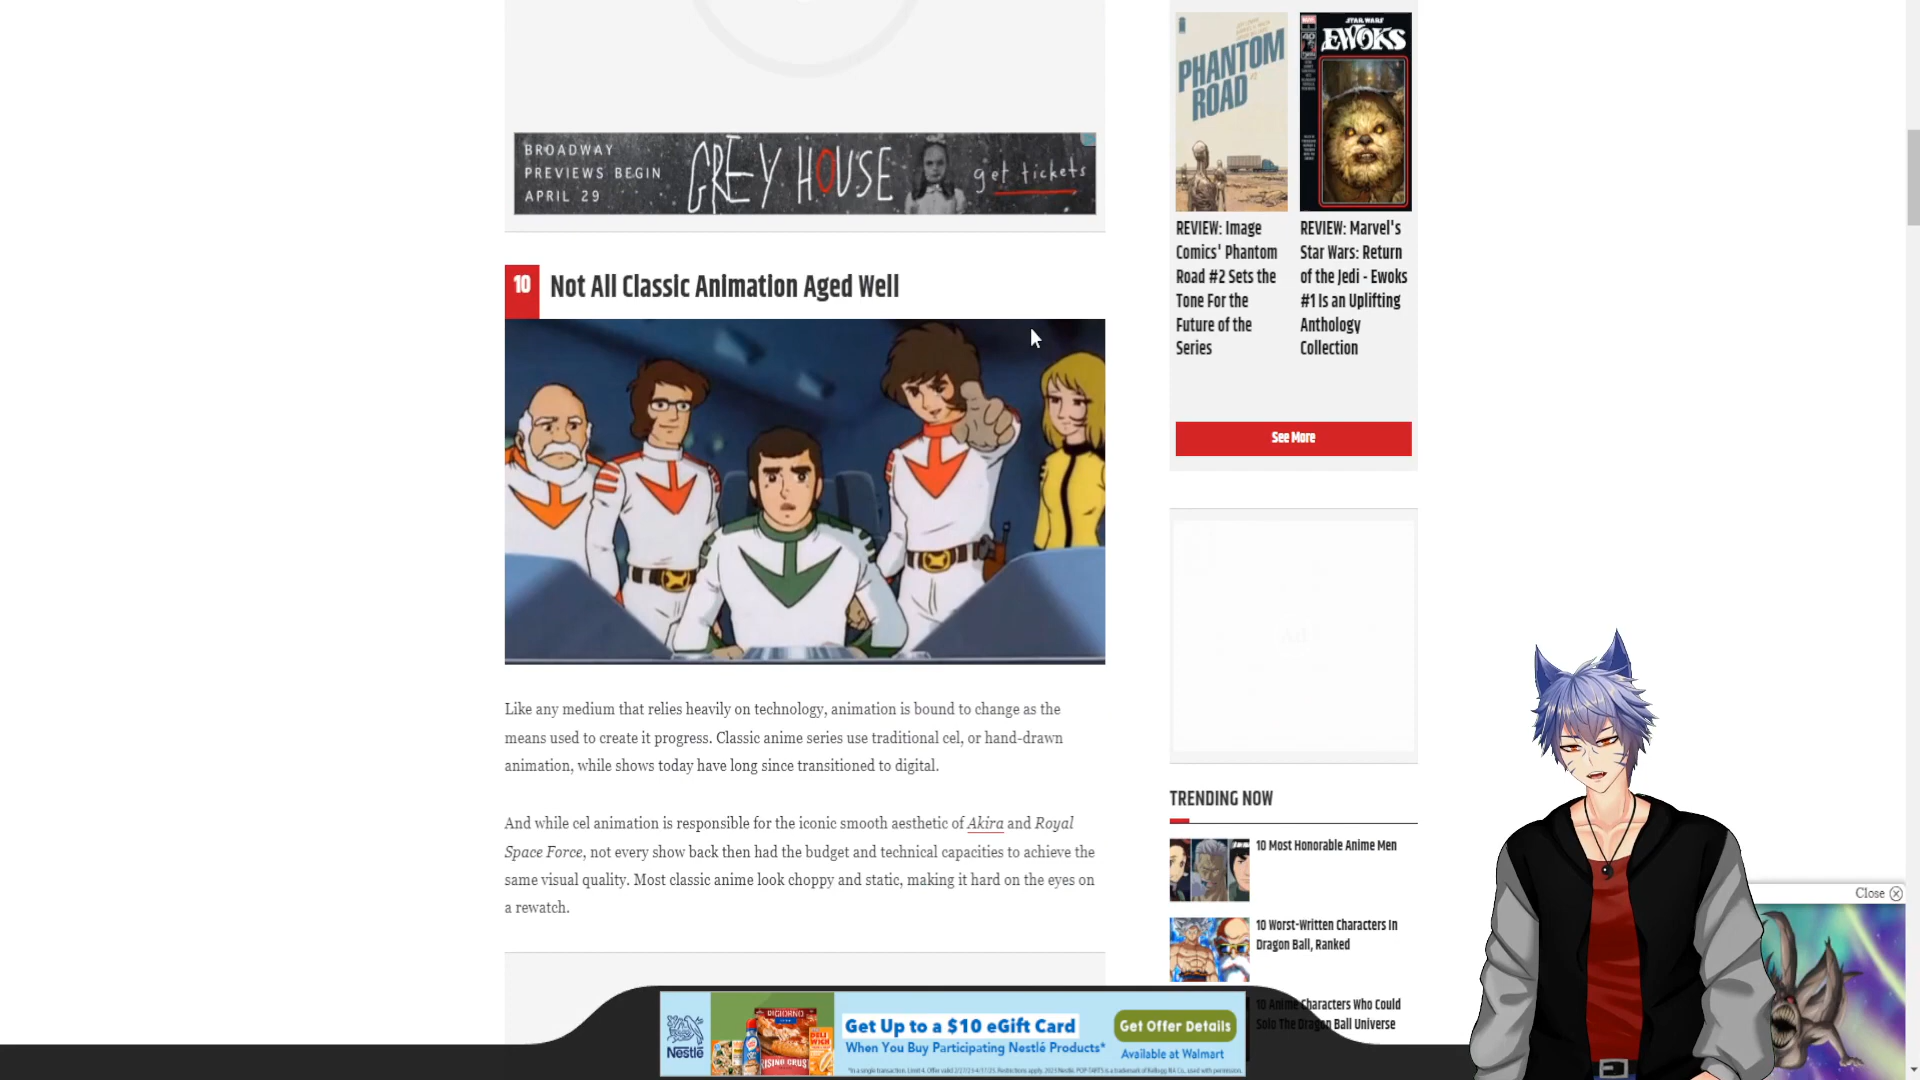 BROADWAY
PREVIEWS BEGIN
APRIL 29
GREY HOUSE
get tickets
10
Not All Classic Animation Aged Well
Like any medium that relies heavily on technology, animation is bound to change as the
means used to create it progress. Classic anime series use traditional cel, or hand-drawn
animation, while shows today have long since transitioned to digital.
And while cel animation is responsible for the iconic smooth aesthetic of Akira and Royal
Space Force, not every show back then had the budget and technical capacities to achieve the
same visual quality. Most classic anime look choppy and static, making it hard on the eyes on
a rewatch.
PHANTOM
ROAD
STAR WARS
EWOKS
REVIEW: Image
Comics' Phantom
Road #2 Sets the
Tone For the
Future of the
Series
REVIEW: Marvel's
Star Wars: Return
of the Jedi - Ewoks
#1 Is an Uplifting
Anthology
Collection
See More
Ad
TRENDING NOW
10 Most Honorable Anime Men
10 Worst-Written Characters In
Dragon Ball, Ranked
10 Anime Characters Who Could
Solo The Dragon Ball Universe
Close
Nestlé
DIGIORNO
RISING CRUST
Get Up to a $10 eGift Card
When You Buy Participating Nestlé Products*
Get Offer Details
Available at Walmart